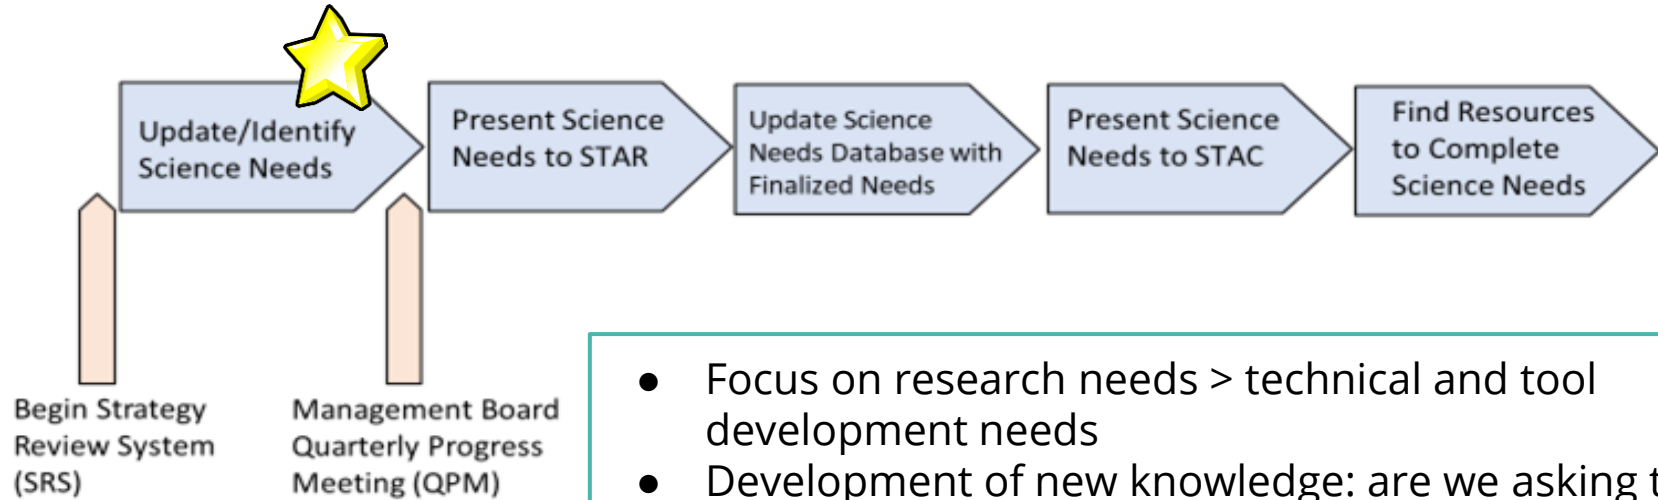 Update/Identify
Science Needs
Present Science
Needs to STAR
Update Science
Needs Database with
Finalized Needs
Present Science
Needs to STAC
Find Resources
to Complete
Science Needs
Begin Strategy
Review System
(SRS)
Management Board
Quarterly Progress
Meeting (QPM)
● Focus on research needs > technical and tool
development needs
● Development of new knowledge: are we asking